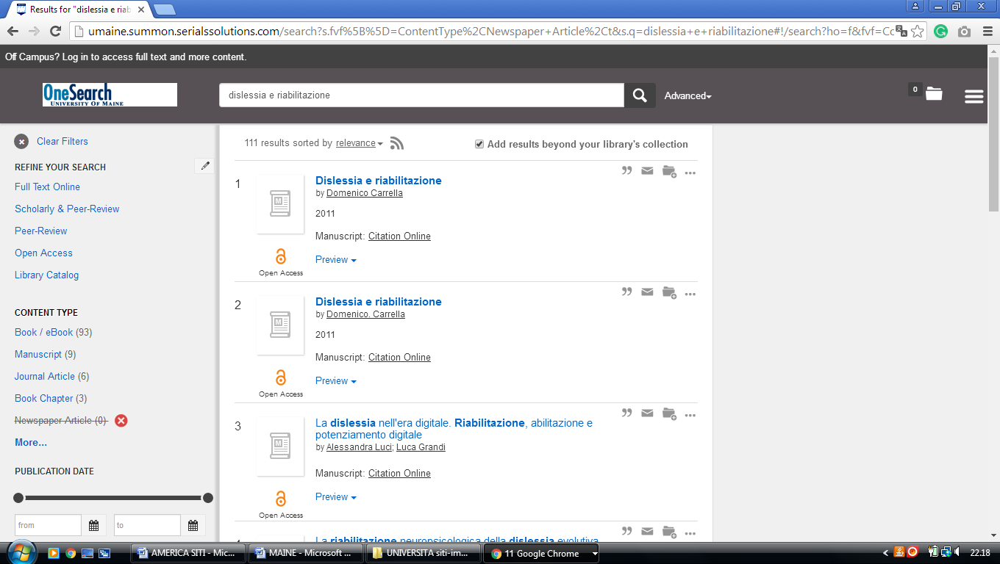 Results for "dislessia e riab
umaine.summon.serialssolutions.com/search?s.fvf%5B%5D=ContentType%2CNewspaper+Article%2Ct&s.q=dislessia+e+riabilitazione#!/search?ho=f&fvf=Co
Off Campus? Log in to access full text and more content.
OneSearch
UNIVERSITY OF MAINE
dislessia e riabilitazione
Advanced
0
Clear Filters
REFINE YOUR SEARCH
Full Text Online
Scholarly & Peer-Review
Peer-Review
Open Access
Library Catalog
CONTENT TYPE
Book / eBook (93)
Manuscript (9)
Journal Article (6)
Book Chapter (3)
Newspaper Article (0)
More...
PUBLICATION DATE
from
to
111 results sorted by relevance
Add results beyond your library's collection
1
Dislessia e riabilitazione
by Domenico Carrella
2011
Manuscript: Citation Online
Preview
Open Access
2
Dislessia e riabilitazione
by Domenico. Carrella
2011
Manuscript: Citation Online
Preview
Open Access
3
La dislessia nell'era digitale. Riabilitazione, abilitazione e
potenziamento digitale
by Alessandra Luci; Luca Grandi
Manuscript: Citation Online
Preview
Open Access
La riabilitazione neuropsicologica della dislessia evolutiva
AMERICA SITI - Mic...
MAINE - Microsoft ...
UNIVERSITA siti-im...
11 Google Chrome
22.18